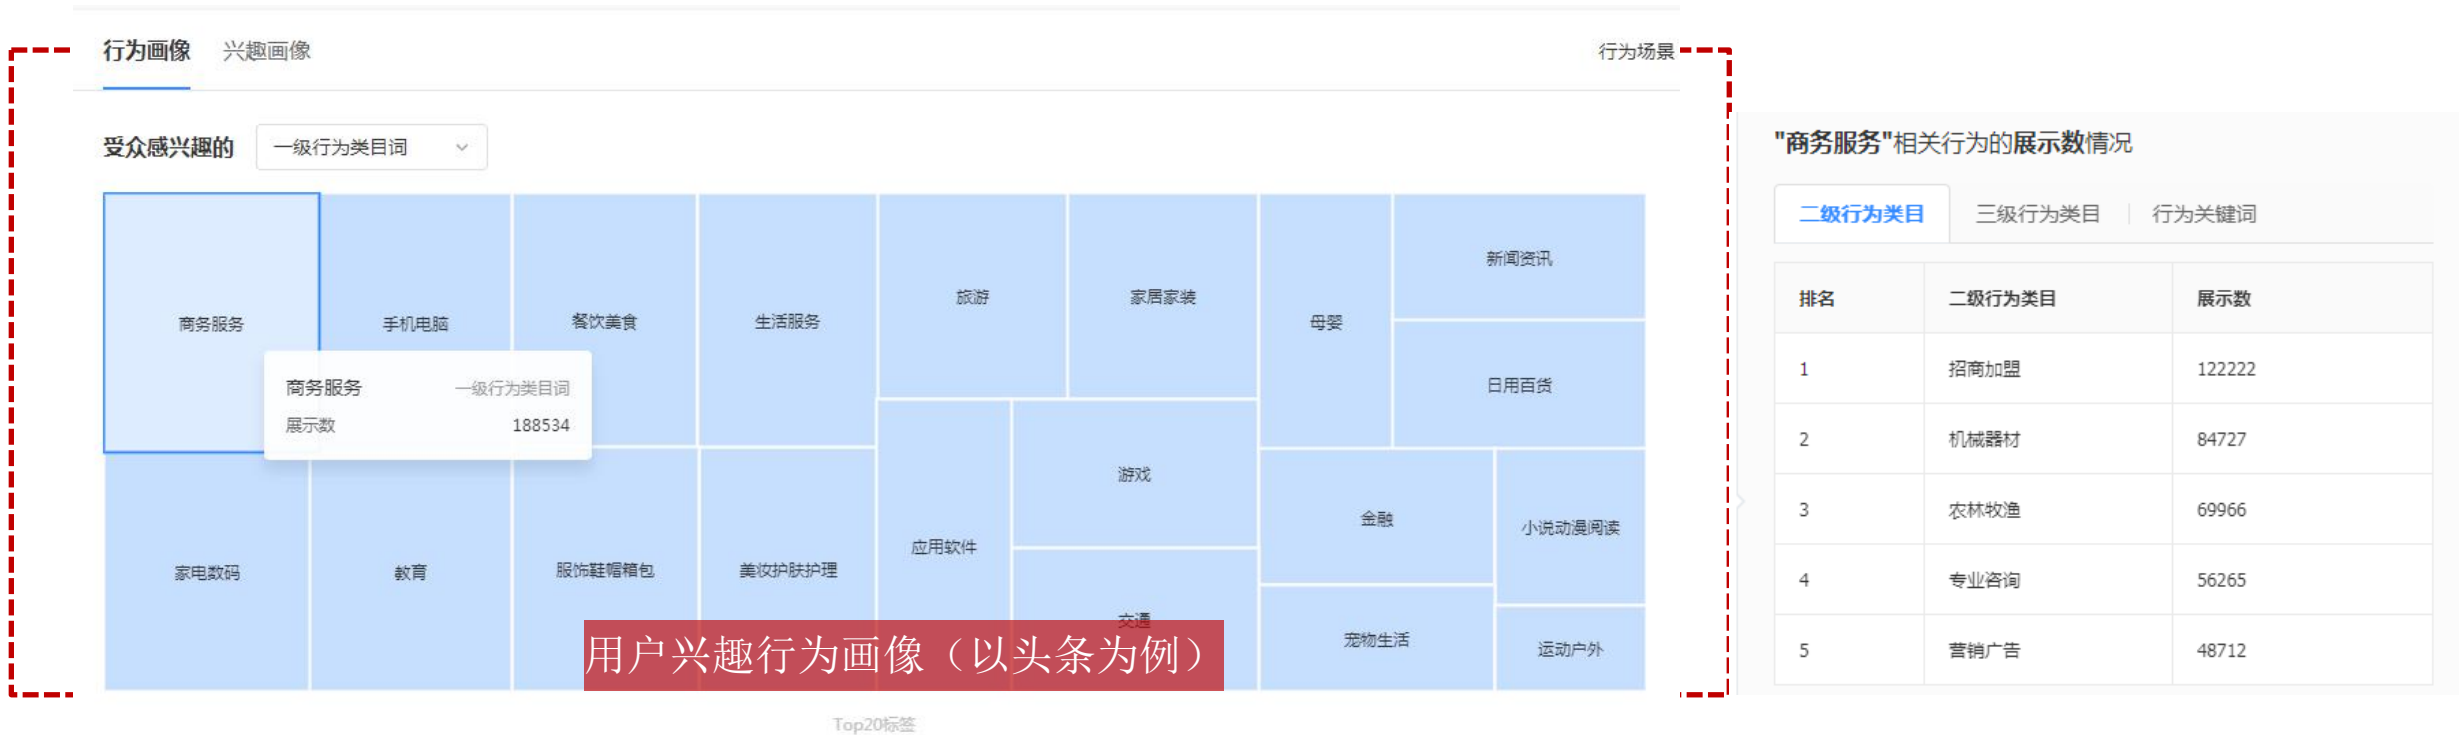 行为画像 兴趣画像 行为场景
受众感兴趣的 一级行为类目词
商务服务
手机电脑
餐饮美食
生活服务
旅游
家居家装
母婴
新闻资讯
日用百货
商务服务 一级行为类目词
展示数 188534
家电数码
教育
服饰鞋帽箱包
美妆护肤护理
应用软件
游戏
交通
金融
小说动漫阅读
宠物生活
运动户外
用户兴趣行为画像（以头条为例）
Top20标签
"商务服务"相关行为的展示数情况
二级行为类目 三级行为类目 行为关键词
排名 二级行为类目 展示数
1 招商加盟 122222
2 机械器材 84727
3 农林牧渔 69966
4 专业咨询 56265
5 营销广告 48712